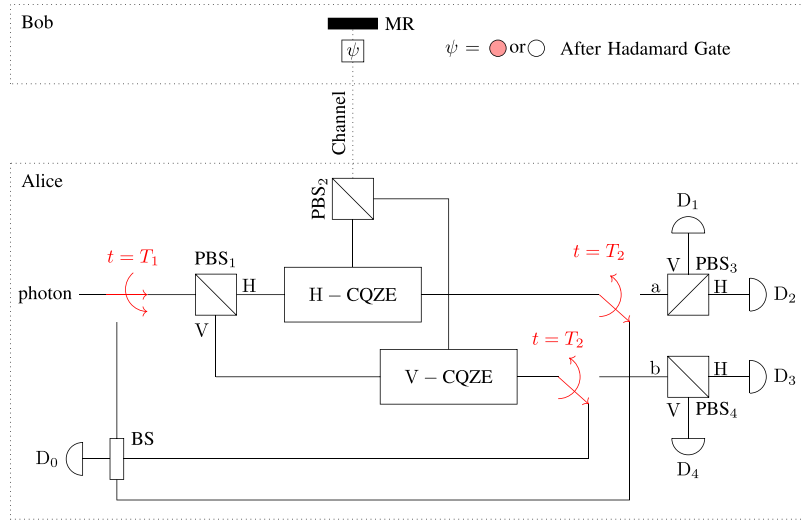 Bob
MR
ψ
ψ = or After Hadamard Gate
Channel
Alice
PBS₂
D₁
t = T₁
PBS₁
t = T₂
V PBS₃
photon
H
H − CQZE
a
H
D₂
V
t = T₂
V − CQZE
b
H
D₃
V PBS₄
BS
D₀
D₄